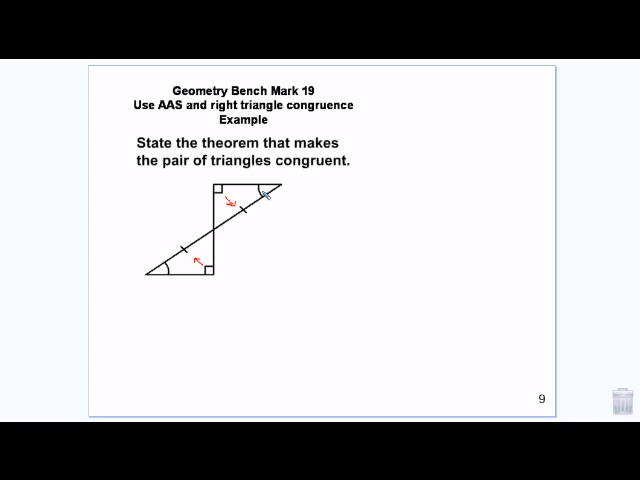 Geometry Bench Mark 19
Use AAS and right triangle congruence
Example
State the theorem that makes
the pair of triangles congruent.
9